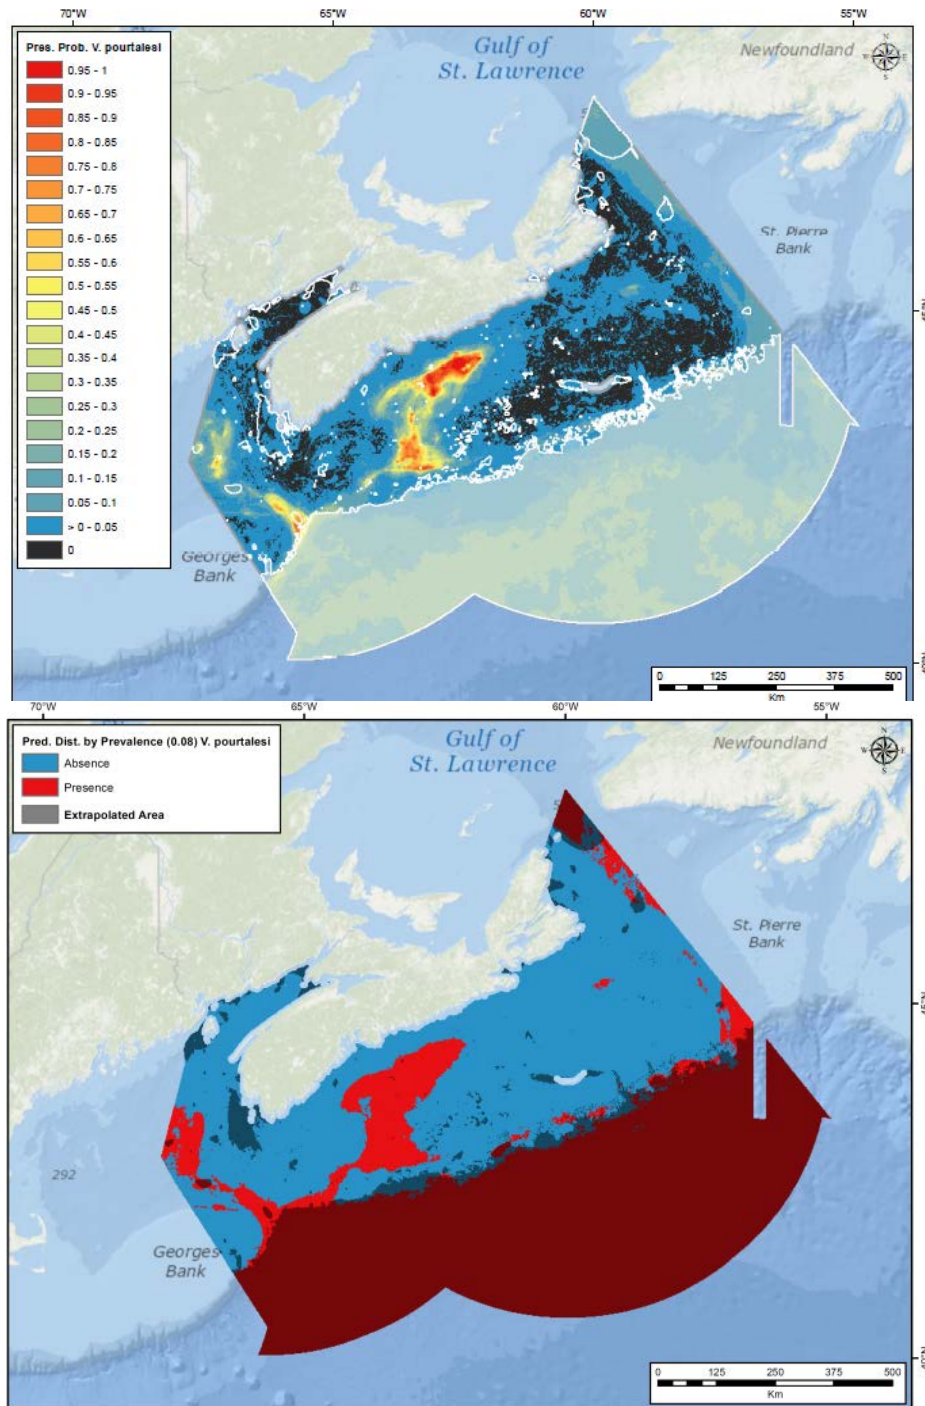 70°W 65°W 60°W 55°W
Pres. Prob. V. pourtalesi
0.95 - 1
0.9 - 0.95
0.85 - 0.9
0.8 - 0.85
0.75 - 0.8
0.7 - 0.75
0.65 - 0.7
0.6 - 0.65
0.55 - 0.6
0.5 - 0.55
0.45 - 0.5
0.4 - 0.45
0.35 - 0.4
0.3 - 0.35
0.25 - 0.3
0.2 - 0.25
0.15 - 0.2
0.1 - 0.15
0.05 - 0.1
> 0 - 0.05
0
Gulf of
St. Lawrence
Newfoundland
N
W E
S
St. Pierre
Bank
45°N
Georges
Bank
40°N
0 125 250 375 500
Km
70°W 65°W 60°W 55°W
Pred. Dist. by Prevalence (0.08) V. pourtalesi
Absence
Presence
Extrapolated Area
Gulf of
St. Lawrence
Newfoundland
N
W E
S
St. Pierre
Bank
45°N
292
Georges
Bank
40°N
0 125 250 375 500
Km